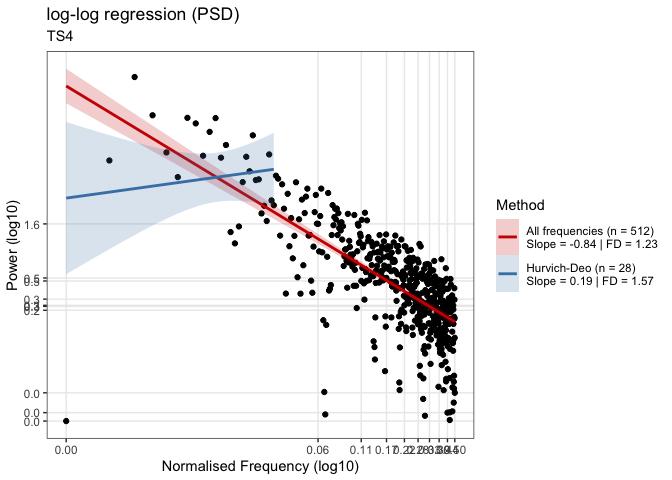 log-log regression (PSD)
TS4
Power (log10)
1.6
0.5
0.3
0.2
0.0
0.0
0.0
0.00
0.06
0.11
0.17
Normalised Frequency (log10)
Method
All frequencies (n = 512)
Slope = -0.84 | FD = 1.23
Hurvich-Deo (n = 28)
Slope = 0.19 | FD = 1.57